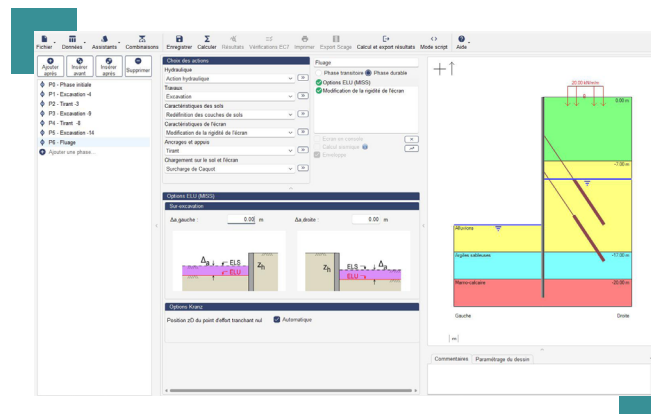 Fichier Données Assistants Combinaisons Enregistrer Calculer Résultats Vérifications EC7 Imprimer Export Scage Calcul et export résultats Mode script Aide
Ajouter après
Insérer avant
Insérer après
Supprimer
P0 - Phase initiale
P1 - Excavation -4
P2 - Tirant -3
P3 - Excavation -9
P4 - Tirant -8
P5 - Excavation -14
P6 - Fluage
Ajouter une phase...
Choix des actions
Hydraulique
Action hydraulique
Travaux
Excavation
Caractéristiques des sols
Redéfinition des couches de sols
Caractéristiques de l'écran
Modification de la rigidité de l'écran
Ancrages et appuis
Tirant
Chargement sur le sol et l'écran
Surcharge de Caquot
Fluage
Phase transitoire Phase durable
Options ELU (MISS)
Modification de la rigidité de l'écran
Ecran en console
Calcul sismique
Enveloppe
Options ELU (MISS)
Sur-excavation
Δa,gauche : 0.00 m Δa,droite : 0.00 m
Δa ELS ELU zh
ELS Δa ELU zh
Options Kranz
Position zD du point d'effort tranchant nul Automatique
20.00 kN/m/m
0.00 m
-7.00 m
Alluvions
Argiles sableuses
-17.00 m
Marno-calcaire
-20.00 m
Gauche Droite
Commentaires Paramétrage du dessin